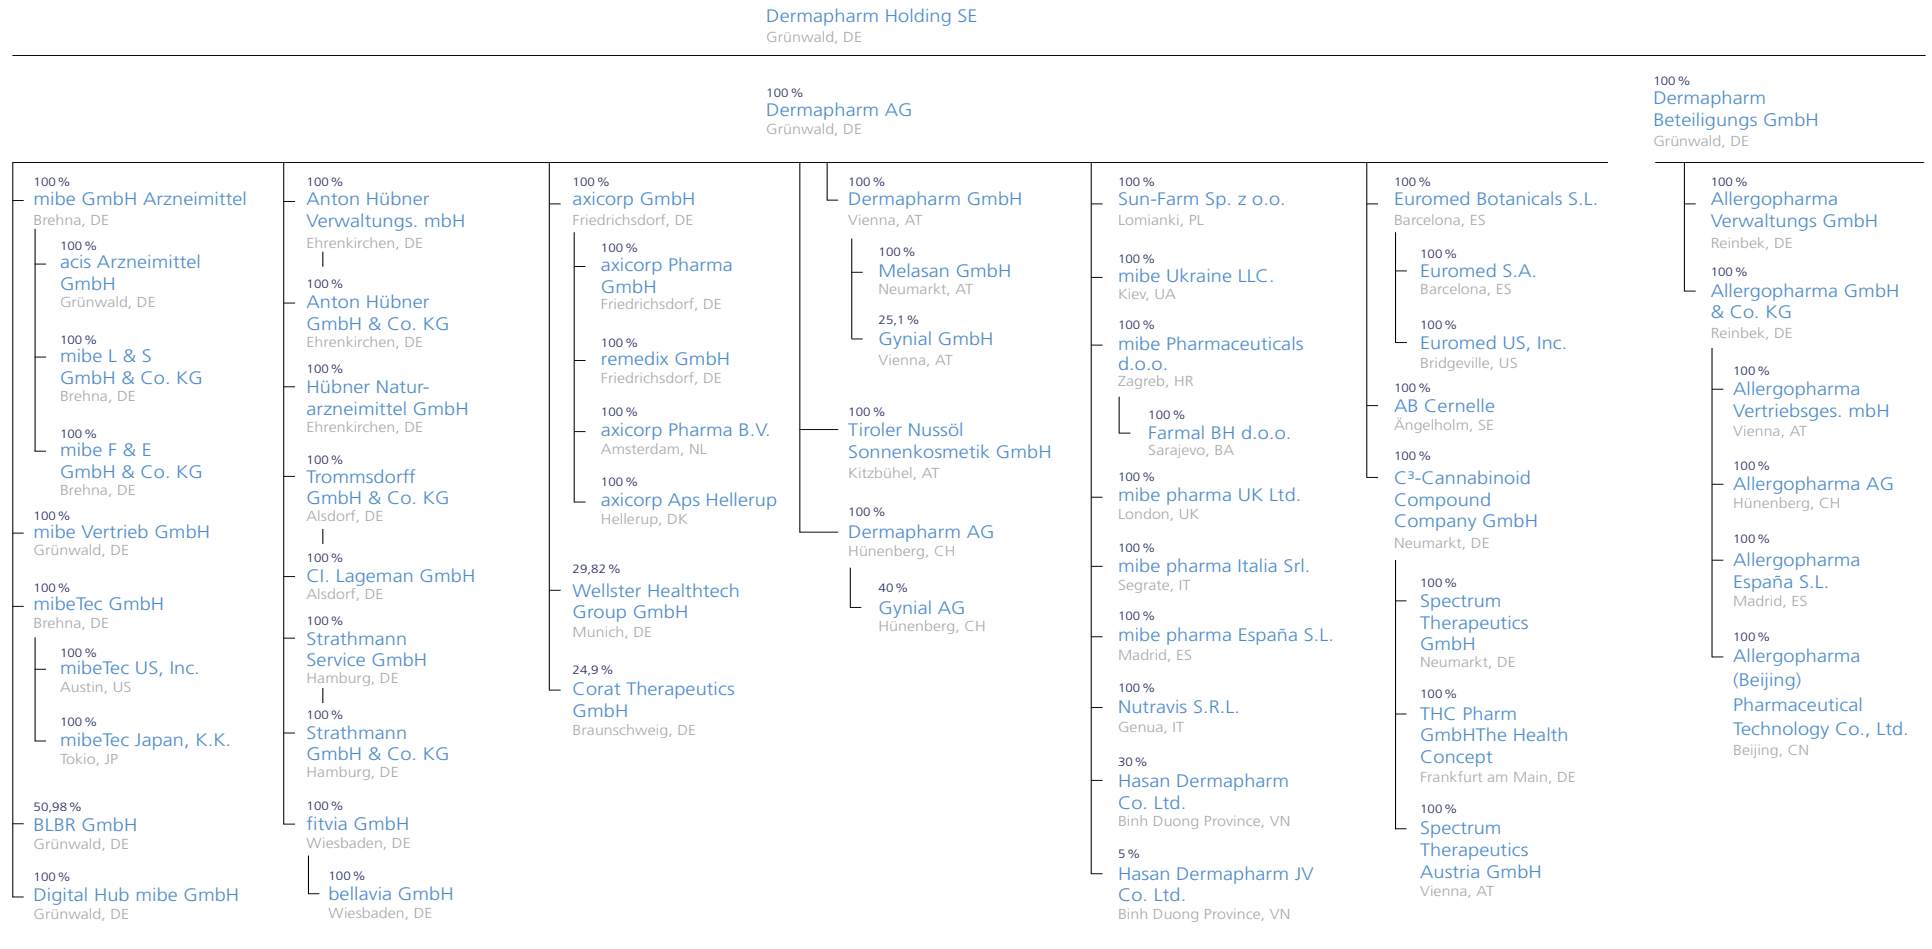 Dermapharm Holding SE
Grünwald, DE
100 %
Dermapharm AG
Grünwald, DE
100 %
Dermapharm
Beteiligungs GmbH
Grünwald, DE
100 %
mibe GmbH Arzneimittel
Brehna, DE
100 %
acis Arzneimittel
GmbH
Grünwald, DE
100 %
mibe L & S
GmbH & Co. KG
Brehna, DE
100 %
mibe F & E
GmbH & Co. KG
Brehna, DE
100 %
mibe Vertrieb GmbH
Grünwald, DE
100 %
mibeTec GmbH
Brehna, DE
100 %
mibeTec US, Inc.
Austin, US
100 %
mibeTec Japan, K.K.
Tokio, JP
50,98 %
BLBR GmbH
Grünwald, DE
100 %
Digital Hub mibe GmbH
Grünwald, DE
100 %
Anton Hübner
Verwaltungs. mbH
Ehrenkirchen, DE
100 %
Anton Hübner
GmbH & Co. KG
Ehrenkirchen, DE
100 %
Hübner Natur-
arzneimittel GmbH
Ehrenkirchen, DE
100 %
Trommsdorff
GmbH & Co. KG
Alsdorf, DE
100 %
CI. Lageman GmbH
Alsdorf, DE
100 %
Strathmann
Service GmbH
Hamburg, DE
100 %
Strathmann
GmbH & Co. KG
Hamburg, DE
100 %
fitvia GmbH
Wiesbaden, DE
100 %
bellavia GmbH
Wiesbaden, DE
100 %
axicorp GmbH
Friedrichsdorf, DE
100 %
axicorp Pharma
GmbH
Friedrichsdorf, DE
100 %
remedix GmbH
Friedrichsdorf, DE
100 %
axicorp Pharma B.V.
Amsterdam, NL
100 %
axicorp Aps Hellerup
Hellerup, DK
29,82 %
Wellster Healthtech
Group GmbH
Munich, DE
24,9 %
Corat Therapeutics
GmbH
Braunschweig, DE
100 %
Dermapharm GmbH
Vienna, AT
100 %
Melasan GmbH
Neumarkt, AT
25,1 %
Gynial GmbH
Vienna, AT
100 %
Tiroler Nussöl
Sonnenkosmetik GmbH
Kitzbühel, AT
100 %
Dermapharm AG
Hünenberg, CH
40 %
Gynial AG
Hünenberg, CH
100 %
Sun-Farm Sp. z o.o.
Lomianki, PL
100 %
mibe Ukraine LLC.
Kiev, UA
100 %
mibe Pharmaceuticals
d.o.o.
Zagreb, HR
100 %
Farmal BH d.o.o.
Sarajevo, BA
100 %
mibe pharma UK Ltd.
London, UK
100 %
mibe pharma Italia Srl.
Segrate, IT
100 %
mibe pharma España S.L.
Madrid, ES
100 %
Nutravis S.R.L.
Genua, IT
30 %
Hasan Dermapharm
Co. Ltd.
Binh Duong Province, VN
5 %
Hasan Dermapharm JV
Co. Ltd.
Binh Duong Province, VN
100 %
Euromed Botanicals S.L.
Barcelona, ES
100 %
Euromed S.A.
Barcelona, ES
100 %
Euromed US, Inc.
Bridgeville, US
100 %
AB Cernelle
Ängelholm, SE
100 %
C³-Cannabinoid
Compound
Company GmbH
Neumarkt, DE
100 %
Spectrum
Therapeutics
GmbH
Neumarkt, DE
100 %
THC Pharm
GmbHThe Health
Concept
Frankfurt am Main, DE
100 %
Spectrum
Therapeutics
Austria GmbH
Vienna, AT
100 %
Allergopharma
Verwaltungs GmbH
Reinbek, DE
100 %
Allergopharma GmbH
& Co. KG
Reinbek, DE
100 %
Allergopharma
Vertriebsges. mbH
Vienna, AT
100 %
Allergopharma AG
Hünenberg, CH
100 %
Allergopharma
España S.L.
Madrid, ES
100 %
Allergopharma
(Beijing)
Pharmaceutical
Technology Co., Ltd.
Beijing, CN